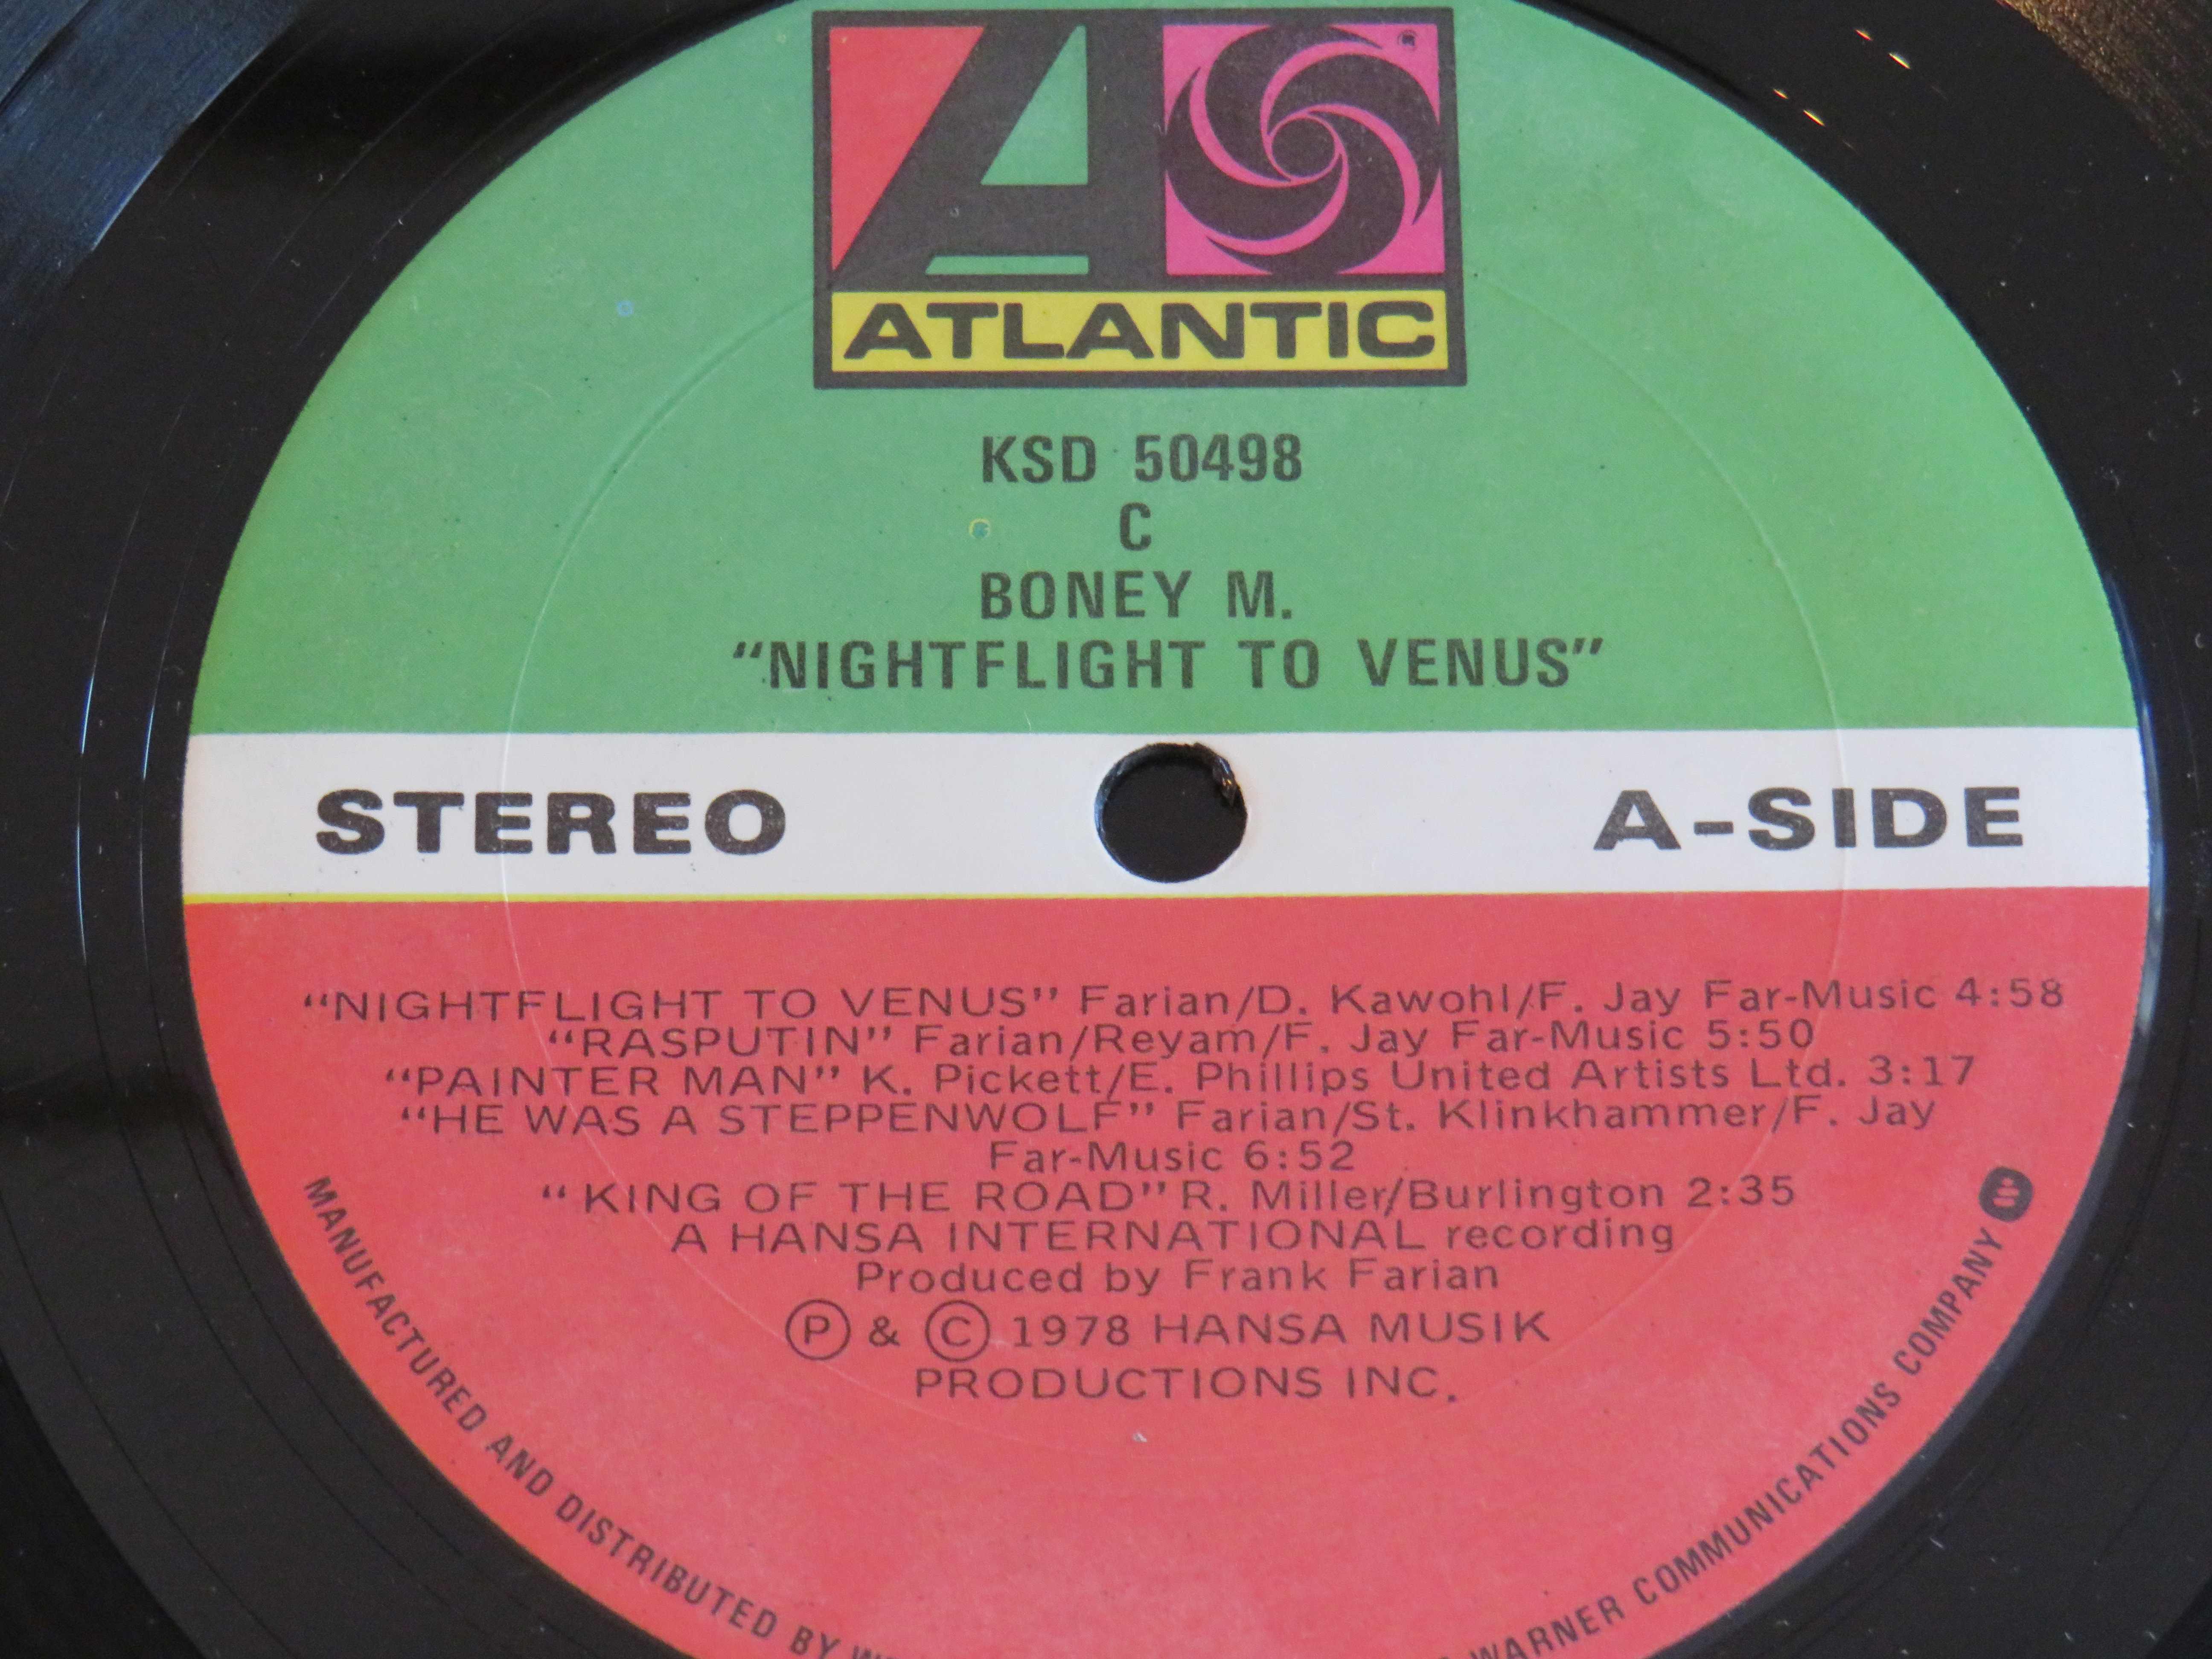 ATLANTIC
KSD 50498
C
BONEY M.
"NIGHTFLIGHT TO VENUS"
STEREO
A-SIDE
"NIGHTFLIGHT TO VENUS" Farian/D. Kawohl/F. Jay Far-Music 4:58
"RASPUTIN" Farian/Reyam/F. Jay Far-Music 5:50
"PAINTER MAN" K. Pickett/E. Phillips United Artists Ltd. 3:17
"HE WAS A STEPPENWOLF" Farian/St. Klinkhammer/F. Jay
Far-Music 6:52
"KING OF THE ROAD" R. Miller/Burlington 2:35
A HANSA INTERNATIONAL recording
Produced by Frank Farian
Ⓟ & © 1978 HANSA MUSIK
PRODUCTIONS INC.
MANUFACTURED AND DISTRIBUTED BY
WARNER COMMUNICATIONS COMPANY